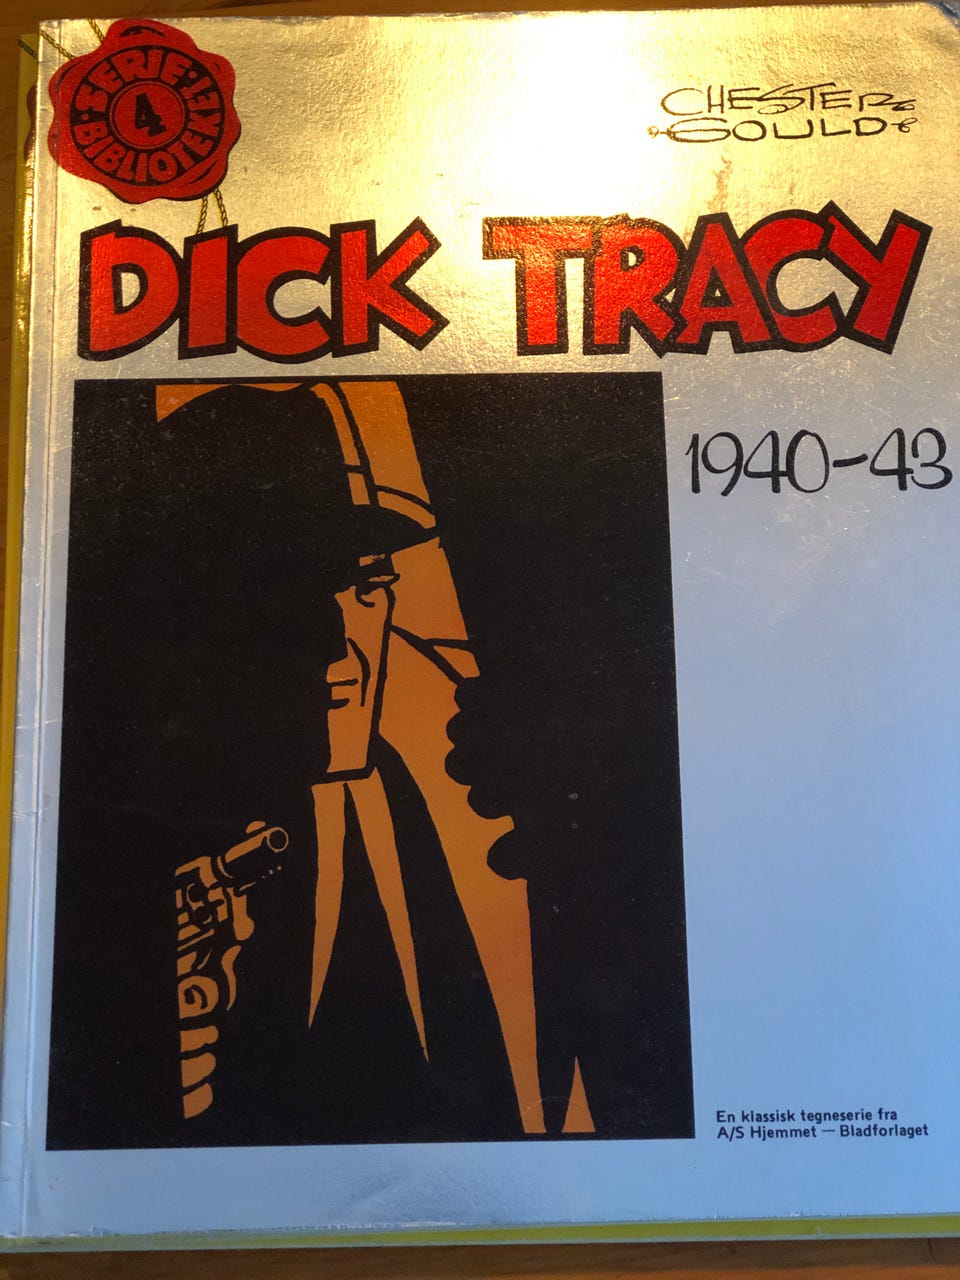 SERIE-
4
BIBLIOTEKET
CHESTER
GOULD
DICK TRACY
1940-43
En klassisk tegneserie fra
A/S Hjemmet — Bladforlaget